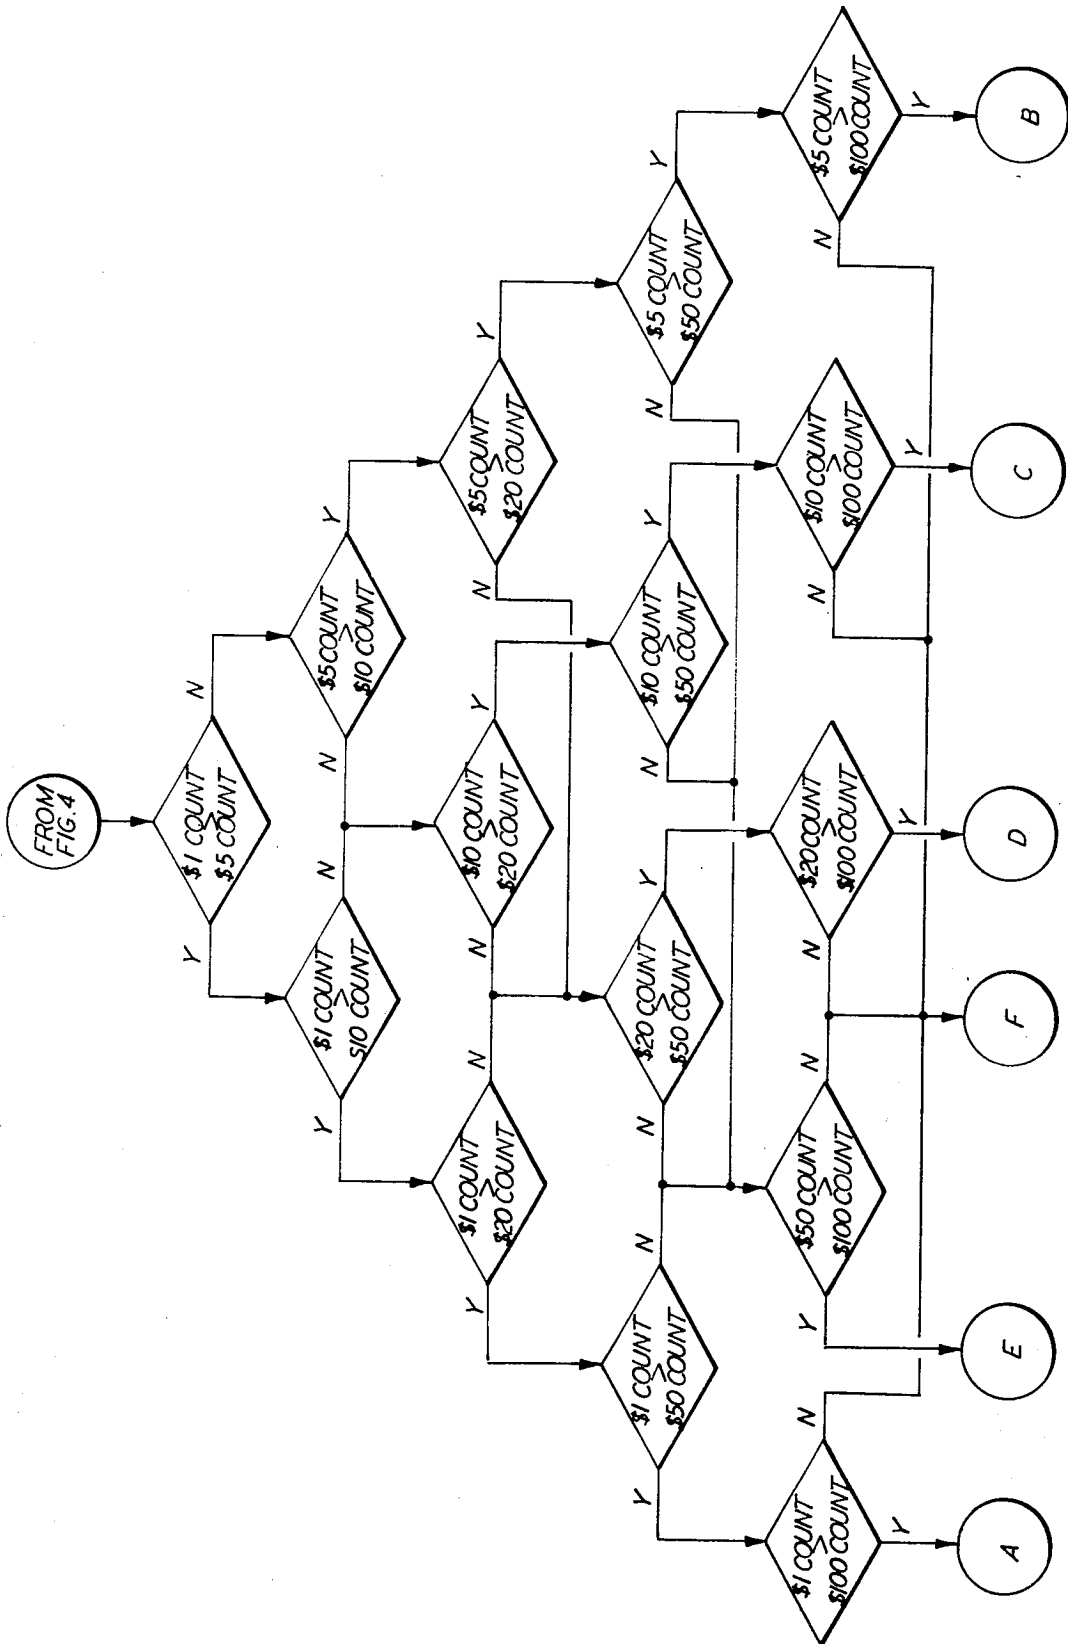 FROM
FIG.4
$1 COUNT
>
$5 COUNT
Y
N
$1 COUNT
>
$10 COUNT
Y
N
$5 COUNT
>
$10 COUNT
N
Y
$1 COUNT
>
$20 COUNT
Y
N
$10 COUNT
>
$20 COUNT
N
Y
$5 COUNT
>
$20 COUNT
N
Y
$1 COUNT
>
$50 COUNT
Y
N
$20 COUNT
>
$50 COUNT
N
Y
$10 COUNT
>
$50 COUNT
N
Y
$5 COUNT
>
$50 COUNT
N
Y
$1 COUNT
>
$100 COUNT
Y
N
$50 COUNT
>
$100 COUNT
Y
N
$20 COUNT
>
$100 COUNT
N
Y
$10 COUNT
>
$100 COUNT
N
Y
$5 COUNT
>
$100 COUNT
N
Y
A
E
F
D
C
B